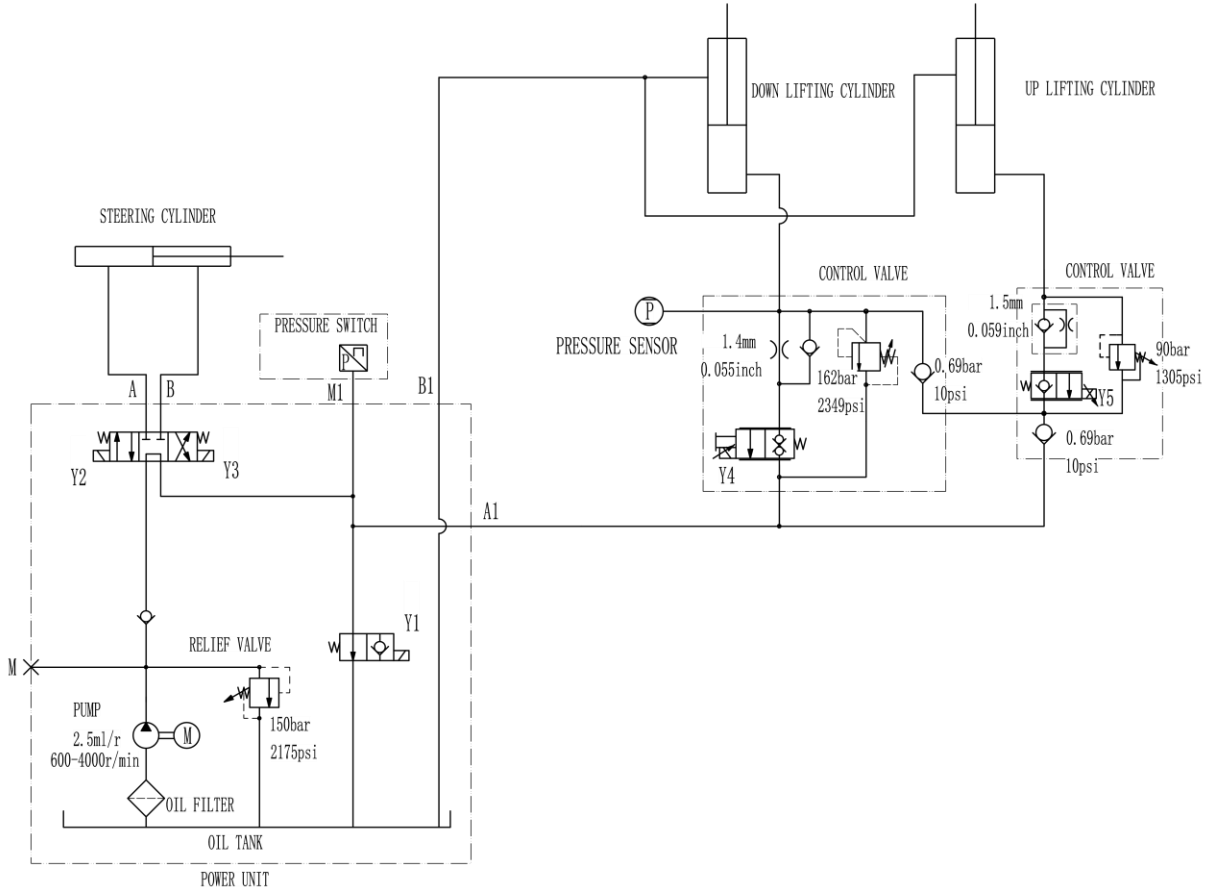 DOWN LIFTING CYLINDER
UP LIFTING CYLINDER
STEERING CYLINDER
CONTROL VALVE
CONTROL VALVE
PRESSURE SWITCH
P
M1
B1
A
B
P
PRESSURE SENSOR
1.4mm
0.055inch
162bar
2349psi
0.69bar
10psi
1.5mm
0.059inch
90bar
1305psi
Y5
0.69bar
10psi
Y2
Y3
Y4
A1
Y1
RELIEF VALVE
M
PUMP
2.5ml/r
600-4000r/min
M
150bar
2175psi
OIL FILTER
OIL TANK
POWER UNIT